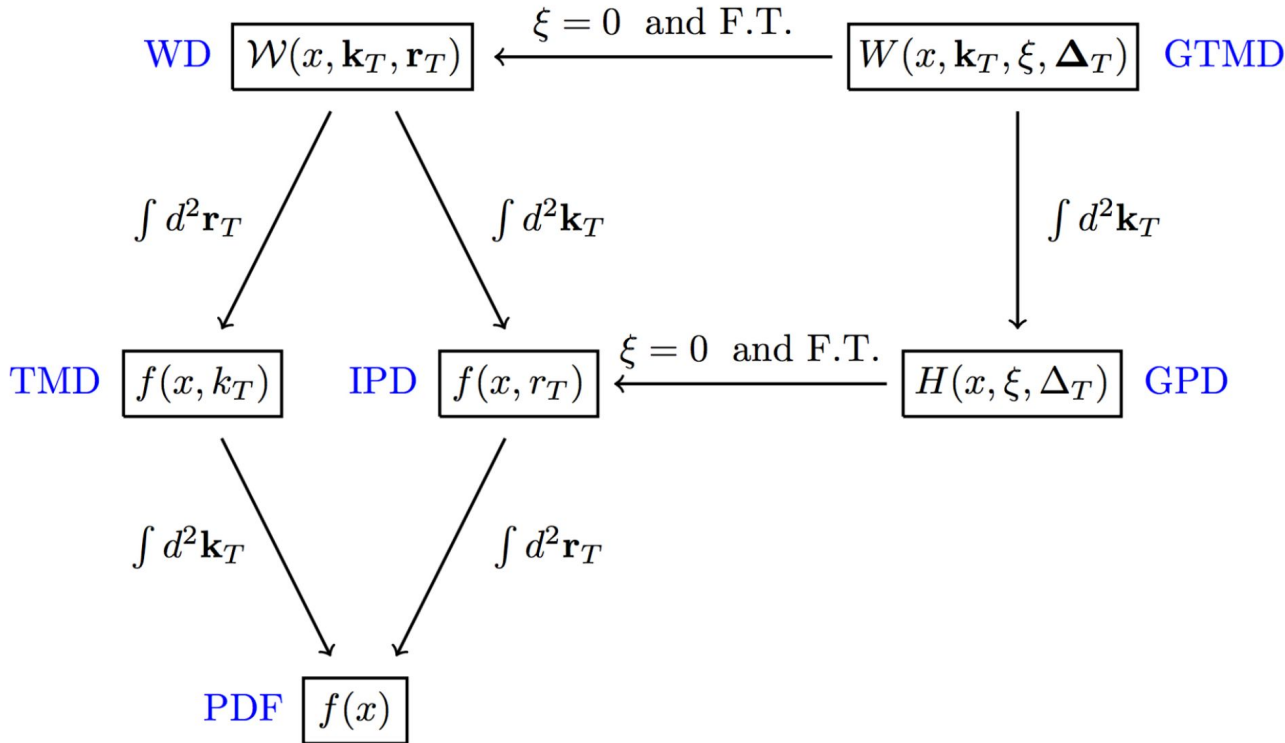 ξ = 0 and F.T.
WD 𝒲(x, 𝐤_T, 𝐫_T) W(x, 𝐤_T, ξ, 𝚫_T) GTMD
∫ d²𝐫_T ∫ d²𝐤_T ∫ d²𝐤_T
ξ = 0 and F.T.
TMD f(x, k_T) IPD f(x, r_T) H(x, ξ, Δ_T) GPD
∫ d²𝐤_T ∫ d²𝐫_T
PDF f(x)